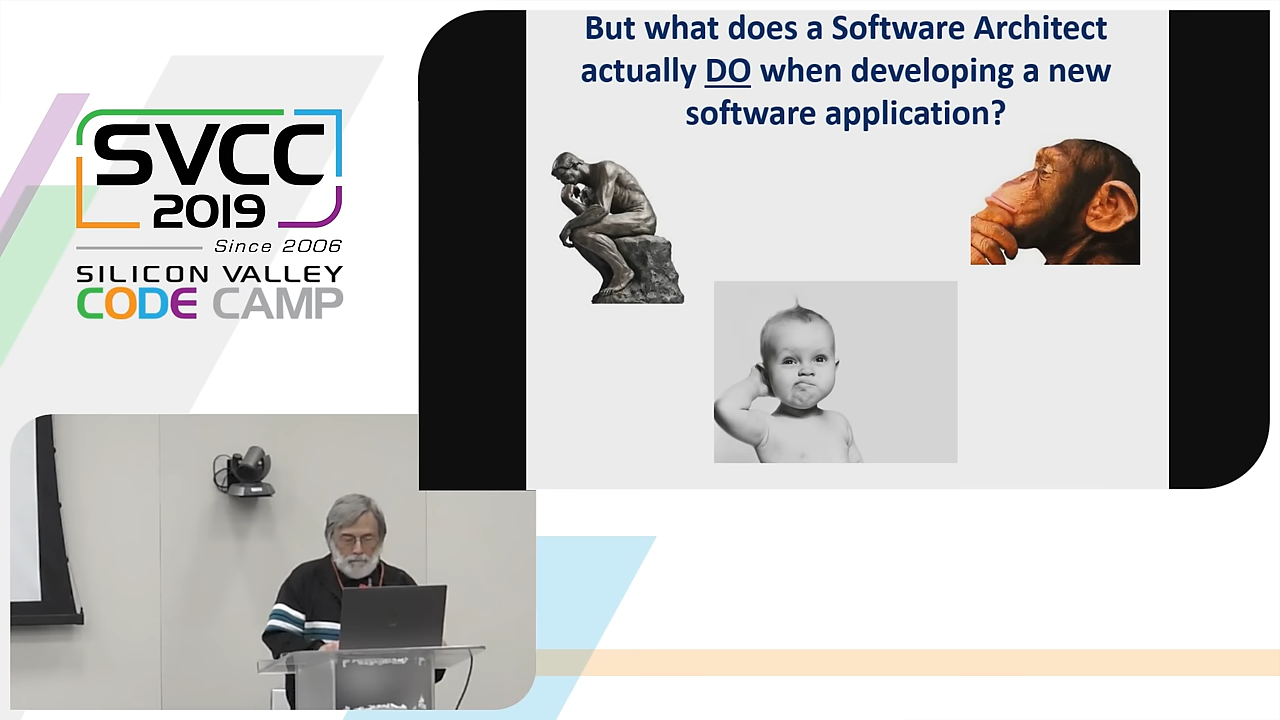 SVCC
2019
Since 2006
SILICON VALLEY
CODE CAMP
But what does a Software Architect
actually DO when developing a new
software application?